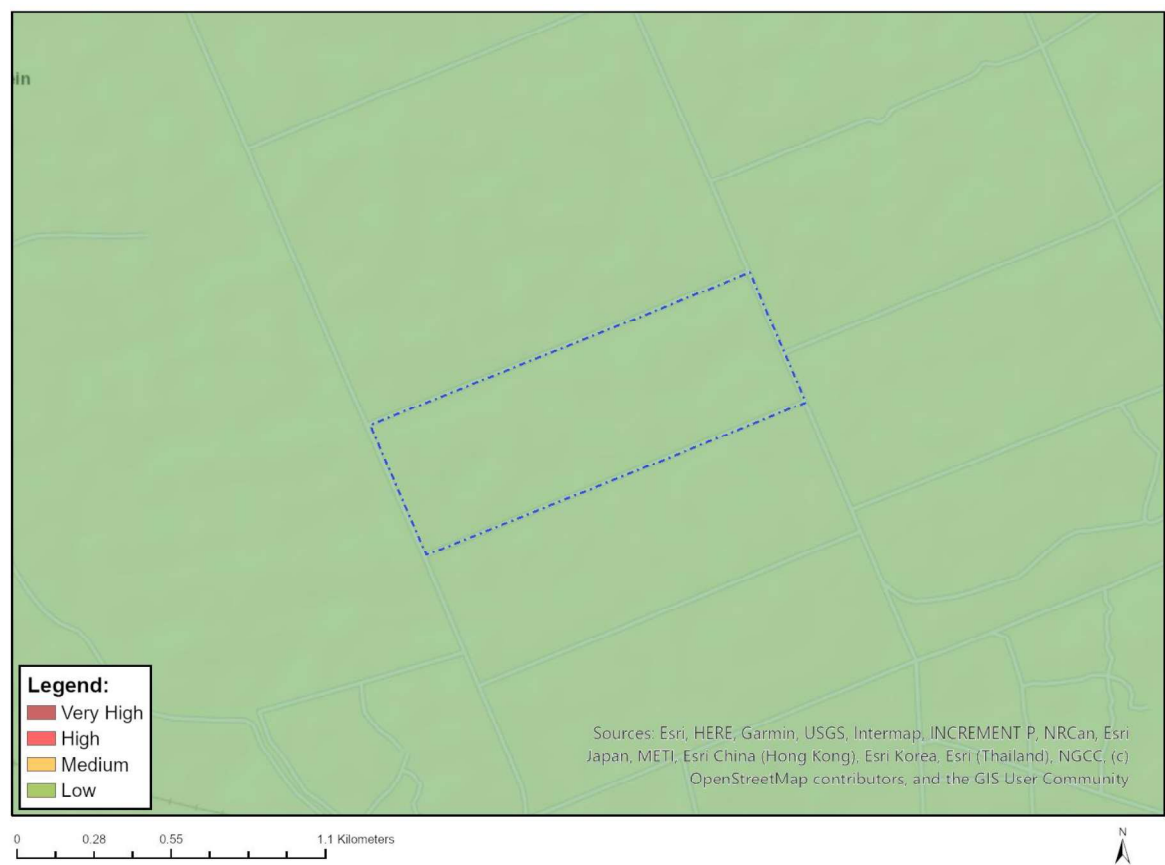 in
Legend:
Very High
High
Medium
Low
Sources: Esri, HERE, Garmin, USGS, Intermap, INCREMENT P, NRCan, Esri
Japan, METI, Esri China (Hong Kong), Esri Korea, Esri (Thailand), NGCC, (c)
OpenStreetMap contributors, and the GIS User Community
0 0.28 0.55 1.1 Kilometers
N